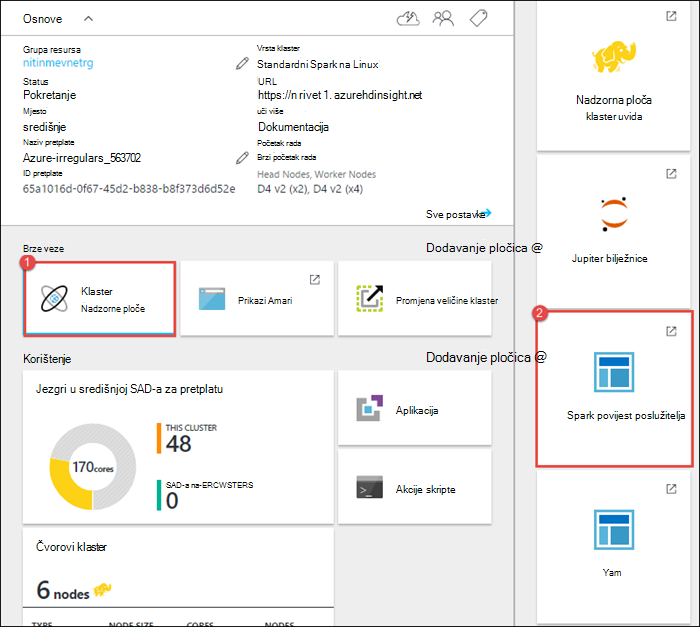 Osnove
Grupa resursa
nitinmevnetrg
Status
Pokretanje
Mjesto
središnje
Naziv pretplate
Azure-irregulars_563702
ID pretplate
65a1016d-0f67-45d2-b838-b8f373d6d52e
Vrsta klaster
Standardni Spark na Linux
URL
https://n rivet 1. azurehdinsight.net
uči više
Dokumentacija
Početak rada
Brzi početak rada
Head Nodes, Worker Nodes
D4 v2 (x2), D4 v2 (x4)
Sve postavke
Brze veze
Dodavanje pločica @
1
Klaster
Nadzorne ploče
Prikazi Amari
Promjena veličine klaster
Korištenje
Dodavanje pločica @
Jezgri u središnjoj SAD-a za pretplatu
170 cores
THIS CLUSTER
48
SAD-a na-ERCWSTERS
0
Aplikacija
Akcije skripte
Čvorovi klaster
6 nodes
TYPE NODE SIZE CORES NODES
Nadzorna ploča
klaster uvida
Jupiter bilježnice
2
Spark povijest poslužitelja
Yam